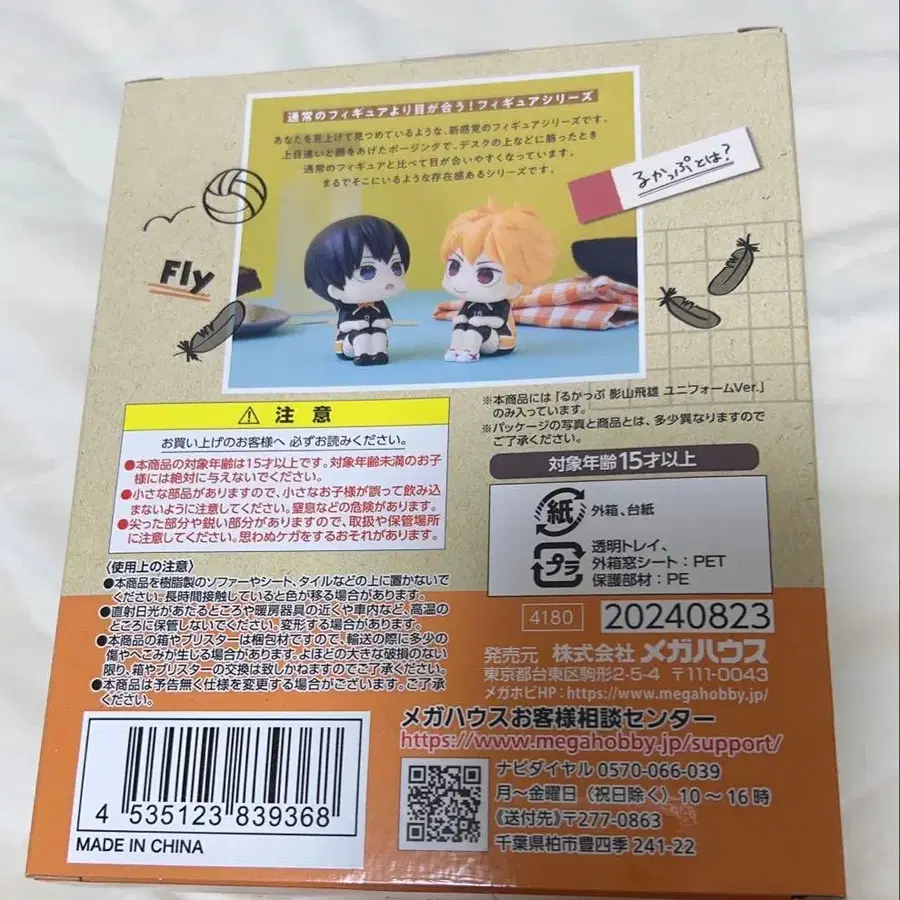 通常のフィギュアより目が合う!フィギュアシリーズ
あなたを見上げて見つめているような、新感覚のフィギュアシリーズです。
上目遣いと顔をあげたポージングで、デスクの上などに飾ったとき
通常のフィギュアと比べて目が合いやすくなっています。
まるでそこにいるような存在感あるシリーズです。
るかっぷとは?
Fly
※本商品には「るかっぷ 影山飛雄 ユニフォームVer.」
のみ入っています。
※パッケージの写真と商品とは、多少異なりますので
ご了承ください。
対象年齢15才以上
⚠ 注意
お買い上げのお客様へ 必ずお読みください。
●本商品の対象年齢は15才以上です。対象年齢未満のお子
様には絶対に与えないでください。
●小さな部品がありますので、小さなお子様が誤って飲み込
まないように注意してください。窒息などの危険があります。
●尖った部分や鋭い部分がありますので、取扱や保管場所
に注意してください。思わぬケガをするおそれがあります。
〈使用上の注意〉
●本商品を樹脂製のソファーやシート、タイルなどの上に置かないで
ください。長時間接触していると色が移る場合があります。
●直射日光があたるところや暖房器具の近くや車内など、高温の
ところに保管しないでください。変形する場合があります。
●本商品の箱やブリスターは梱包材ですので、輸送の際に多少の
傷やへこみが生じる場合があります。よほどの大きな破損のない
限り、箱やブリスターの交換は致しかねますのでご了承ください。
●本商品は予告無く仕様を変更する場合がございます。ご了承
ください。
紙
外箱、台紙
プラ
透明トレイ、
外箱窓シート：PET
保護部材：PE
4180
20240823
発売元 株式会社 メガハウス
東京都台東区駒形2-5-4 〒111-0043
メガホビHP：https://www.megahobby.jp/
メガハウスお客様相談センター
https://www.megahobby.jp/support/
ナビダイヤル 0570-066-039
月～金曜日（祝日除く）10～16時
《送付先》〒277-0863
千葉県柏市豊四季 241-22
4 535123 839368
MADE IN CHINA